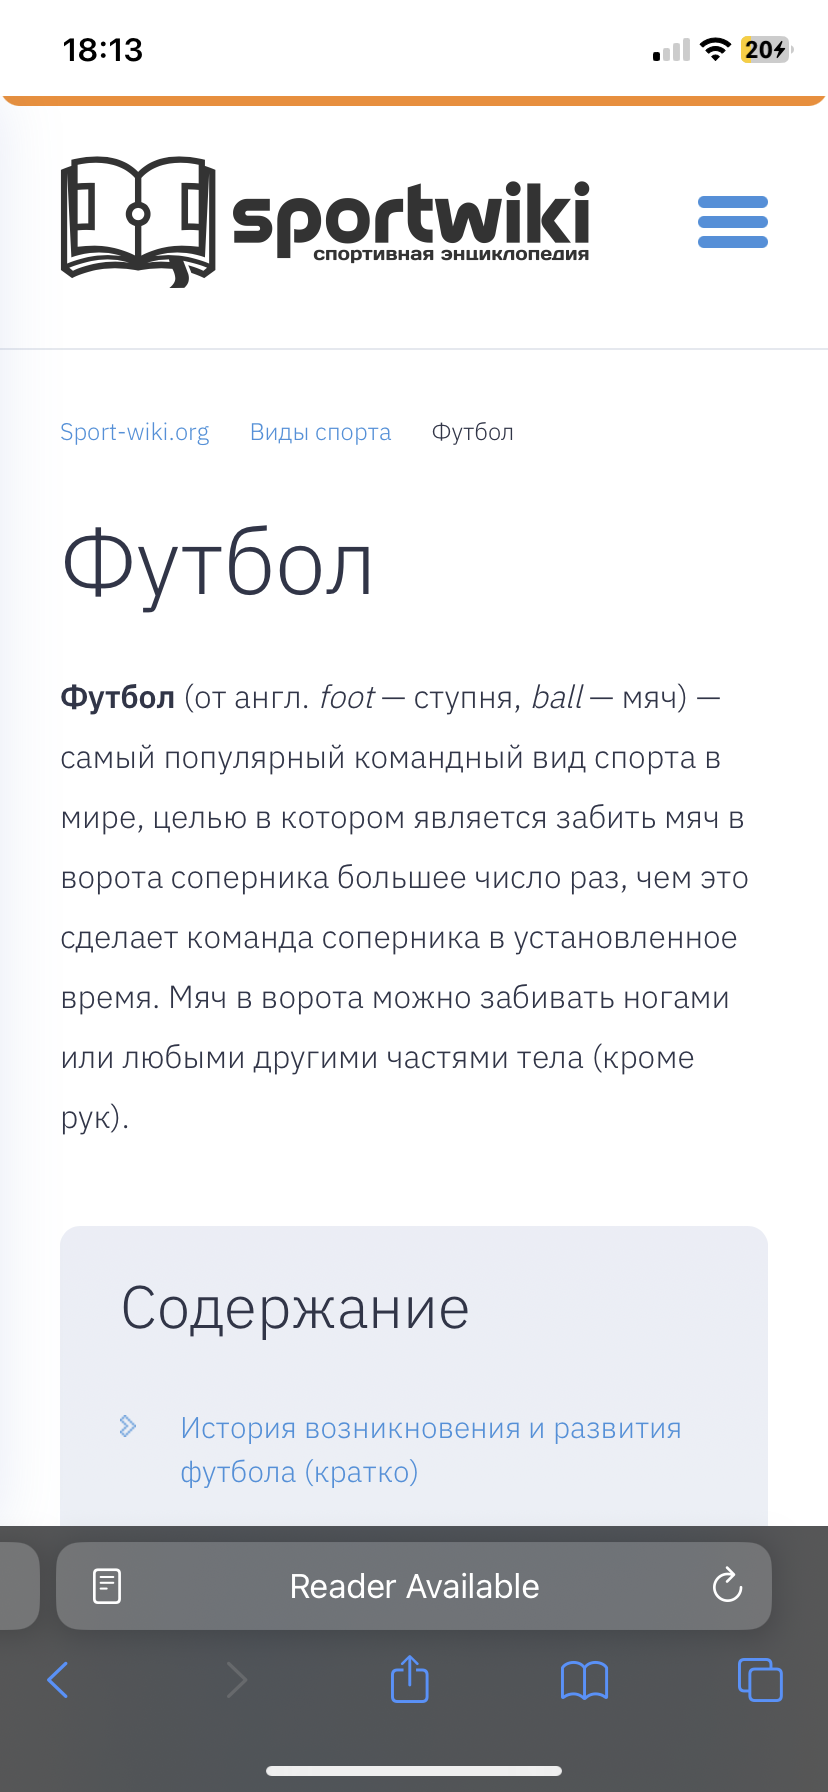 18:13
20
sportwiki
спортивная энциклопедия
Sport-wiki.org Виды спорта Футбол
Футбол
Футбол (от англ. foot — ступня, ball — мяч) —
самый популярный командный вид спорта в
мире, целью в котором является забить мяч в
ворота соперника большее число раз, чем это
сделает команда соперника в установленное
время. Мяч в ворота можно забивать ногами
или любыми другими частями тела (кроме
рук).
Содержание
История возникновения и развития
футбола (кратко)
Reader Available